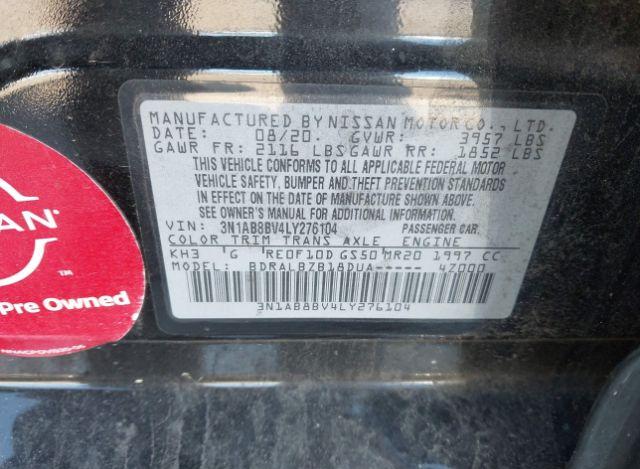 MANUFACTURED BY NISSAN MOTOR CO., LTD.
DATE: 08/20. GVWR: 3957 LBS
GAWR FR: 2116 LBS GAWR RR: 1852 LBS
THIS VEHICLE CONFORMS TO ALL APPLICABLE FEDERAL MOTOR
VEHICLE SAFETY, BUMPER AND THEFT PREVENTION STANDARDS
IN EFFECT ON THE DATE OF MANUFACTURE SHOWN ABOVE.
SEE OWNER'S MANUAL FOR ADDITIONAL INFORMATION.
VIN: 3N1AB8BV4LY276104 PASSENGER CAR.
COLOR TRIM TRANS AXLE ENGINE
KH3 G RE0F10D GS50 MR20 1997 CC
MODEL: BDRALBZB18DUA----- 4Z000
3N1AB8BV4LY276104
SAN
Pre Owned